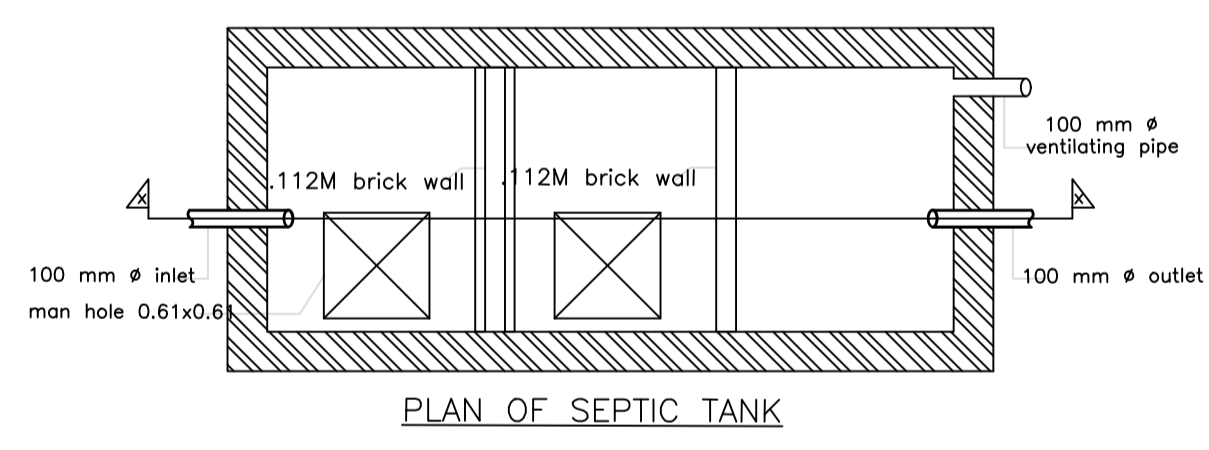 100 mm ø
ventilating pipe
.112M brick wall
.112M brick wall
x
x
100 mm ø inlet
100 mm ø outlet
man hole 0.61x0.61
PLAN OF SEPTIC TANK